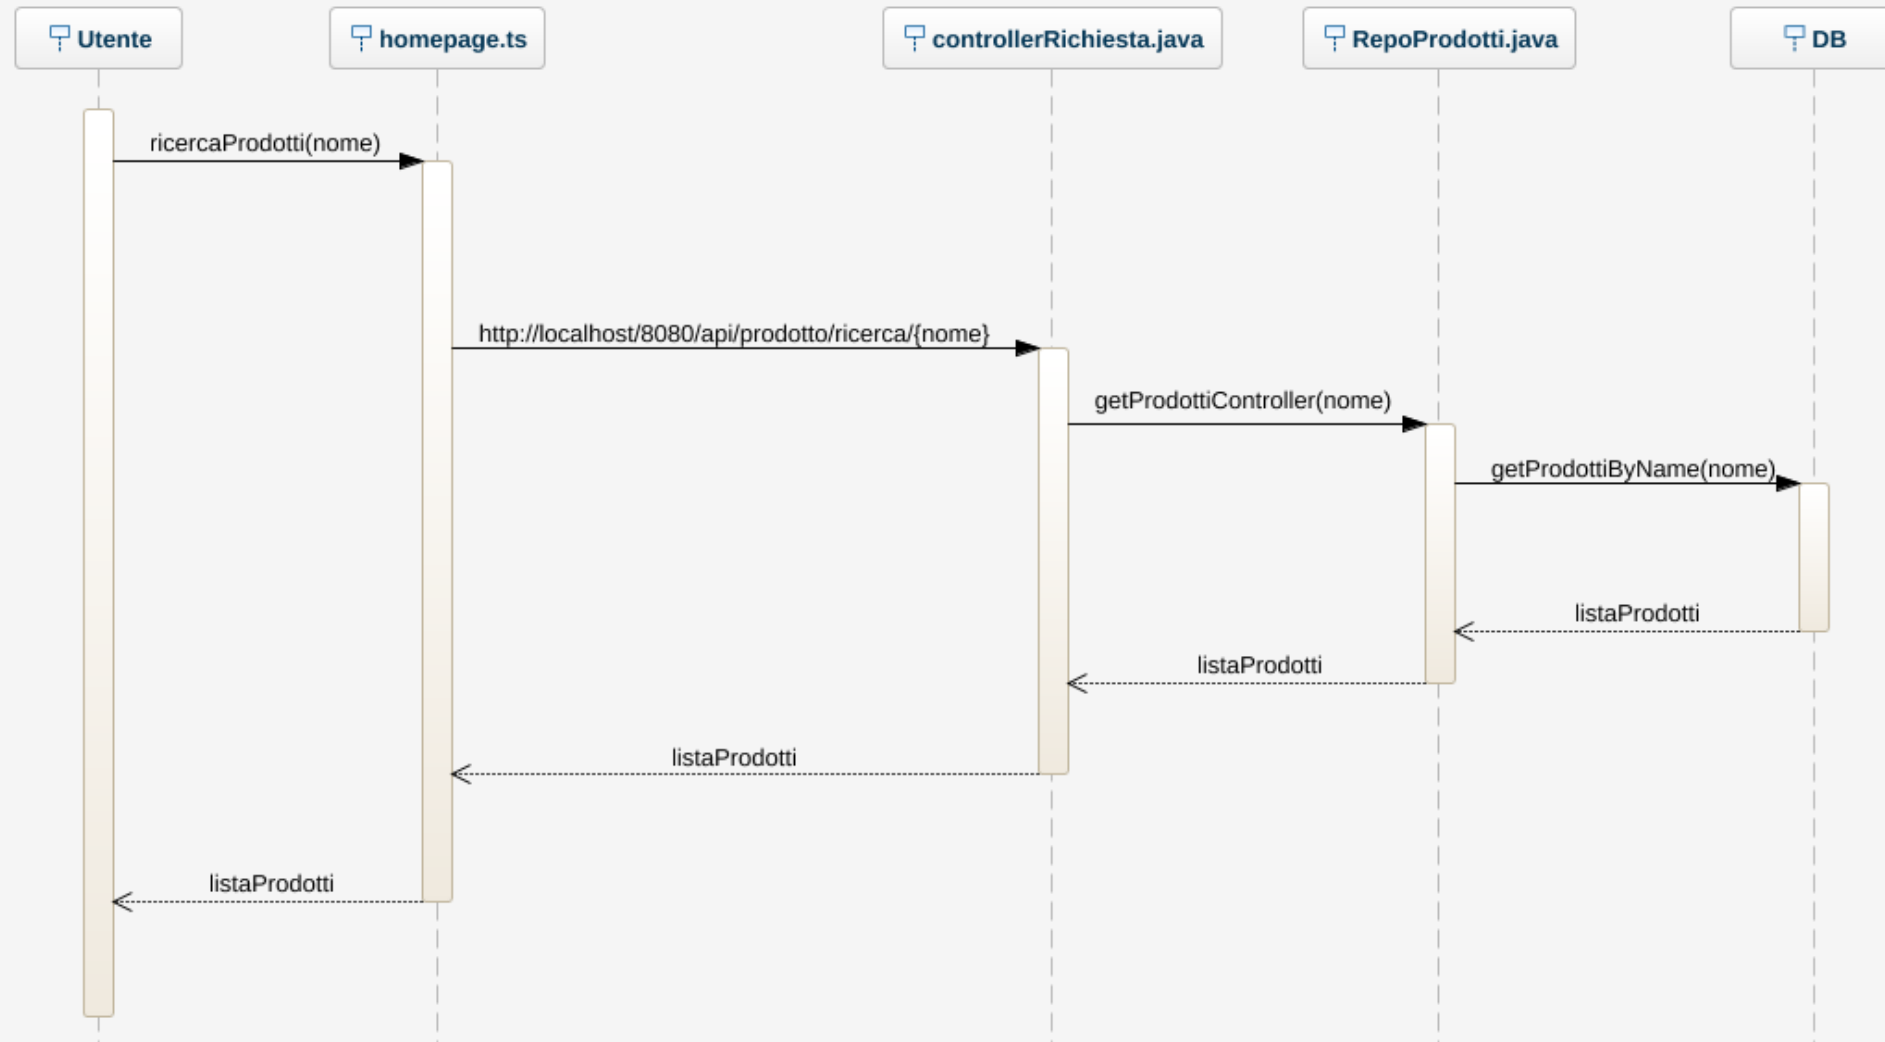 Utente
homepage.ts
controllerRichiesta.java
RepoProdotti.java
DB
ricercaProdotti(nome)
http://localhost/8080/api/prodotto/ricerca/{nome}
getProdottiController(nome)
getProdottiByName(nome)
listaProdotti
listaProdotti
listaProdotti
listaProdotti